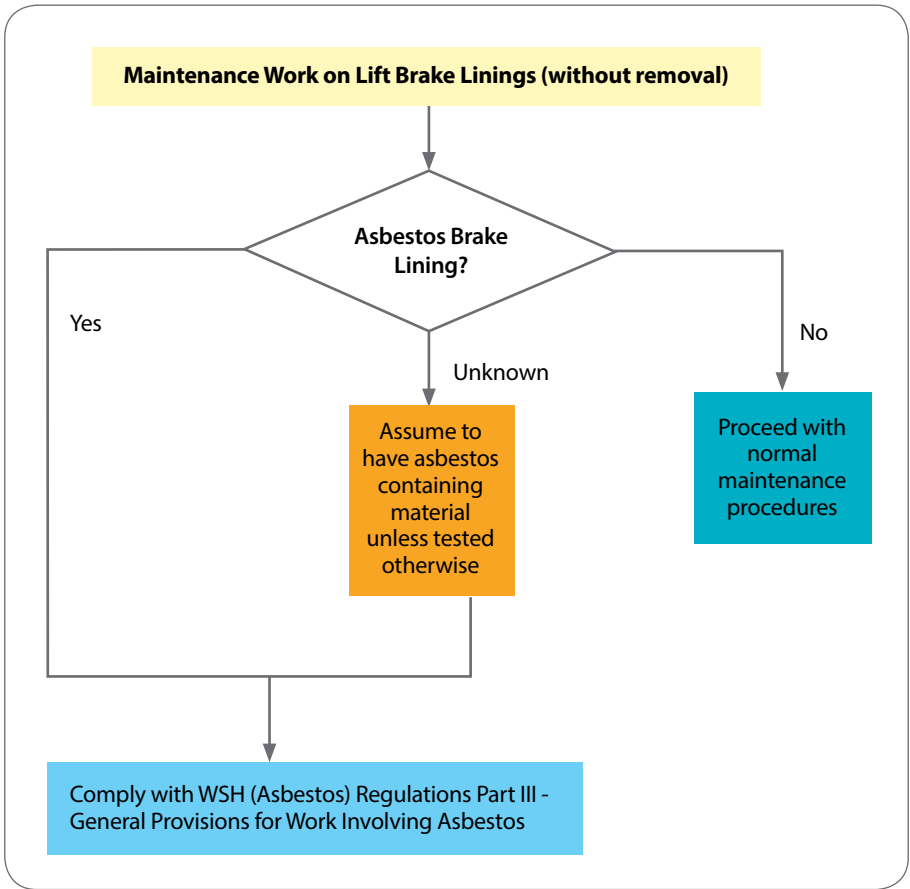 Maintenance Work on Lift Brake Linings (without removal)
Asbestos Brake
Lining?
Yes
No
Unknown
Assume to
have asbestos
containing
material
unless tested
otherwise
Proceed with
normal
maintenance
procedures
Comply with WSH (Asbestos) Regulations Part III -
General Provisions for Work Involving Asbestos